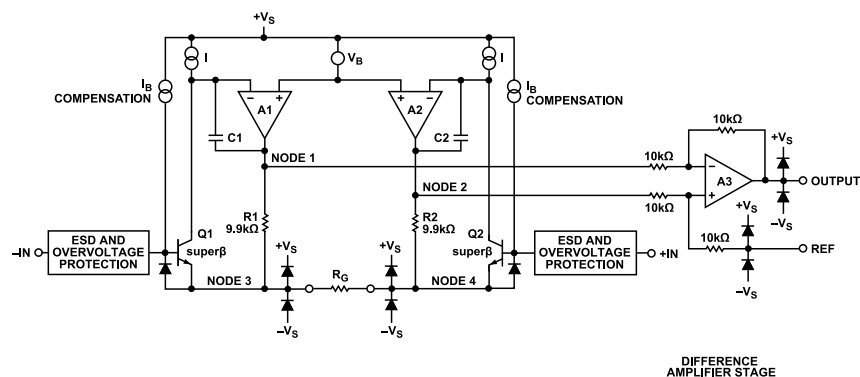 +VS
I
VB
I
IB
COMPENSATION
IB
COMPENSATION
− +
A1
+ −
A2
C1
C2
NODE 1
NODE 2
10kΩ
10kΩ
10kΩ
10kΩ
−
+
A3
+VS
−VS
OUTPUT
+VS
−VS
REF
R1
9.9kΩ
R2
9.9kΩ
−IN
ESD AND
OVERVOLTAGE
PROTECTION
Q1
superβ
Q2
superβ
ESD AND
OVERVOLTAGE
PROTECTION
+IN
NODE 3
+VS
−VS
RG
+VS
−VS
NODE 4
DIFFERENCE
AMPLIFIER STAGE